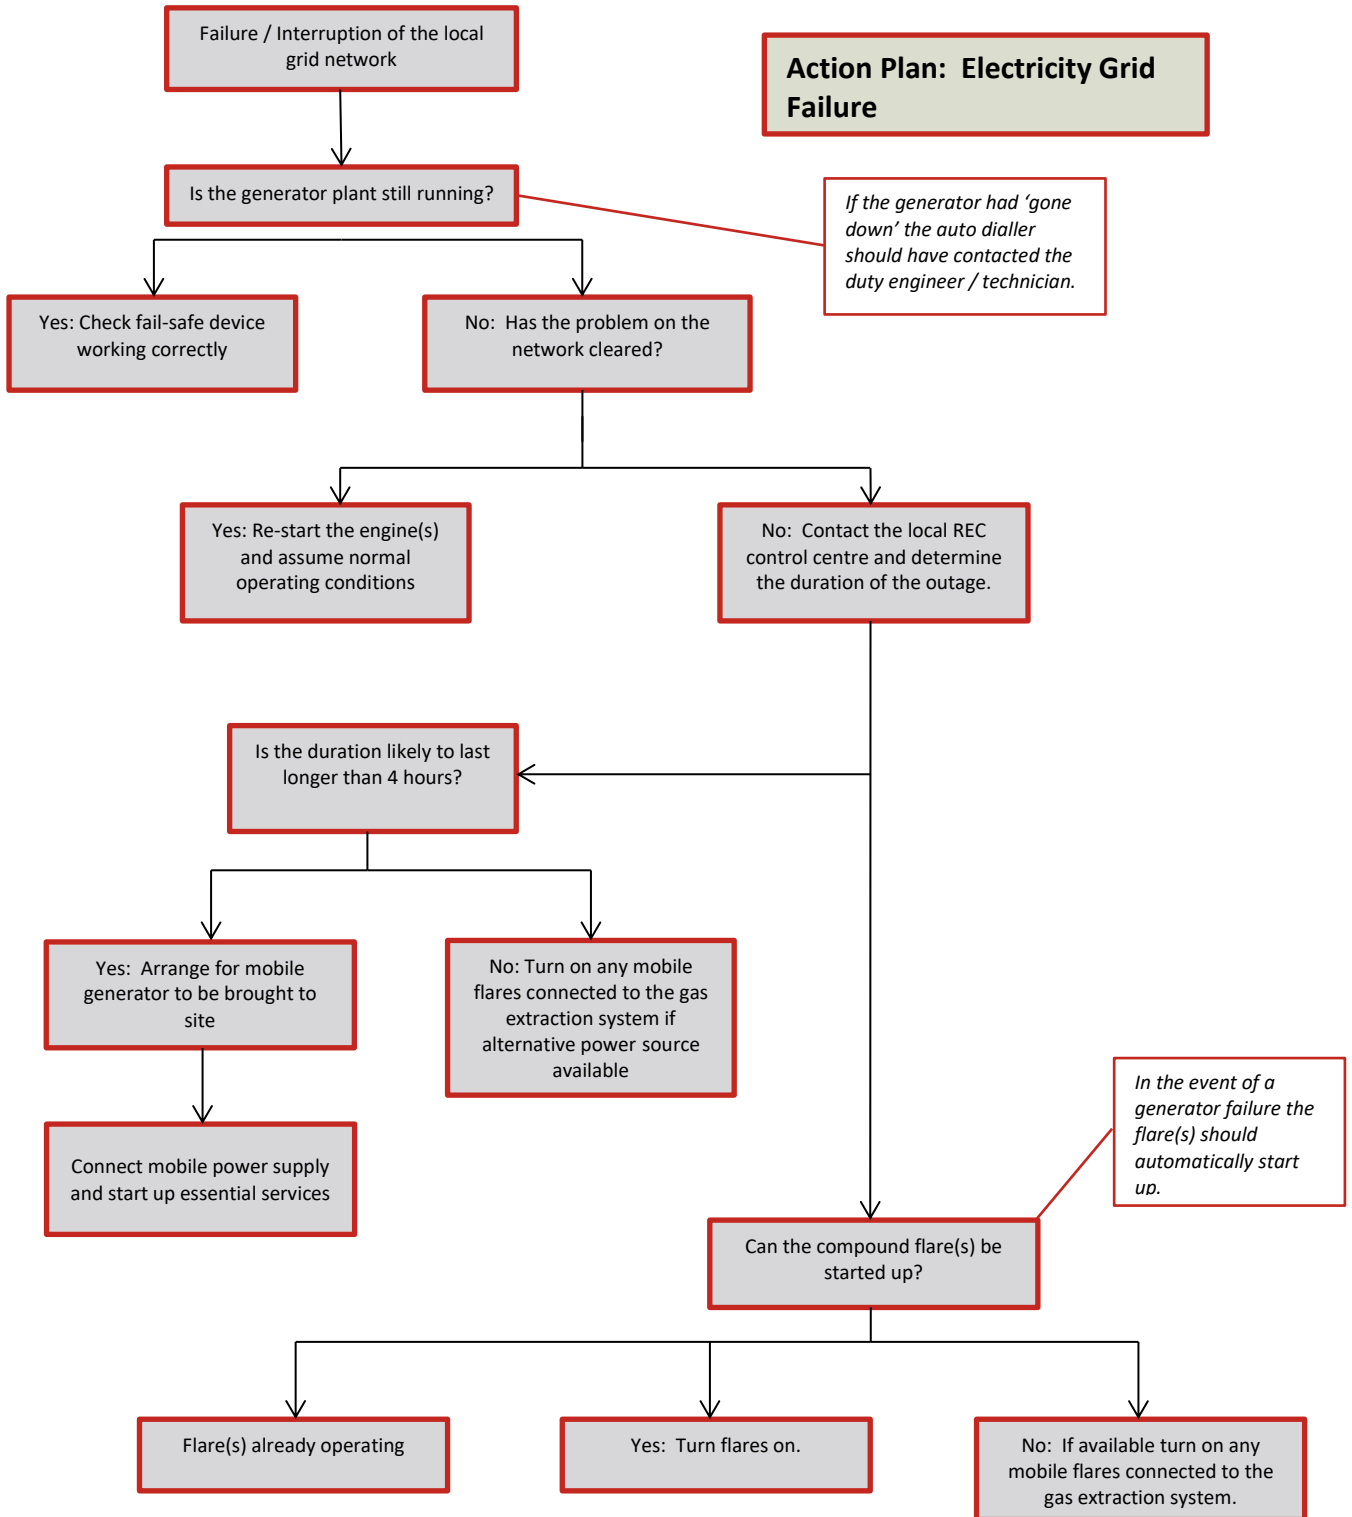 Failure / Interruption of the local
grid network
Action Plan:  Electricity Grid
Failure
Is the generator plant still running?
If the generator had ‘gone
down’ the auto dialler
should have contacted the
duty engineer / technician.
Yes: Check fail-safe device
working correctly
No:  Has the problem on the
network cleared?
Yes: Re-start the engine(s)
and assume normal
operating conditions
No:  Contact the local REC
control centre and determine
the duration of the outage.
Is the duration likely to last
longer than 4 hours?
Yes:  Arrange for mobile
generator to be brought to
site
No: Turn on any mobile
flares connected to the gas
extraction system if
alternative power source
available
In the event of a
generator failure the
flare(s) should
automatically start
up.
Connect mobile power supply
and start up essential services
Can the compound flare(s) be
started up?
Flare(s) already operating
Yes:  Turn flares on.
No:  If available turn on any
mobile flares connected to the
gas extraction system.